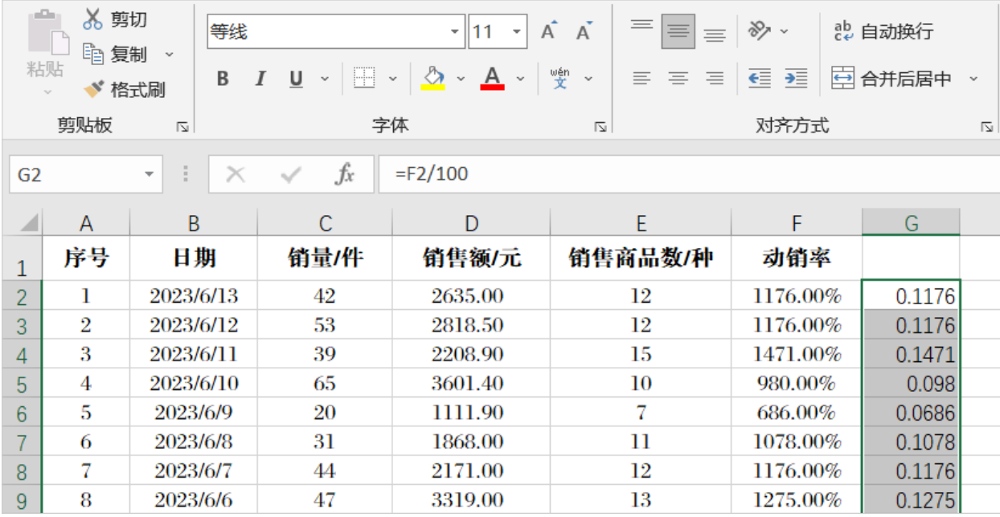 剪切
等线 11 A A
ab c 自动换行
粘贴
复制
B I U A wén 文
合并后居中
格式刷
剪贴板 字体 对齐方式
G2 fx =F2/100
A B C D E F G
1 序号 日期 销量/件 销售额/元 销售商品数/种 动销率
2 1 2023/6/13 42 2635.00 12 1176.00% 0.1176
3 2 2023/6/12 53 2818.50 12 1176.00% 0.1176
4 3 2023/6/11 39 2208.90 15 1471.00% 0.1471
5 4 2023/6/10 65 3601.40 10 980.00% 0.098
6 5 2023/6/9 20 1111.90 7 686.00% 0.0686
7 6 2023/6/8 31 1868.00 11 1078.00% 0.1078
8 7 2023/6/7 44 2171.00 12 1176.00% 0.1176
9 8 2023/6/6 47 3319.00 13 1275.00% 0.1275